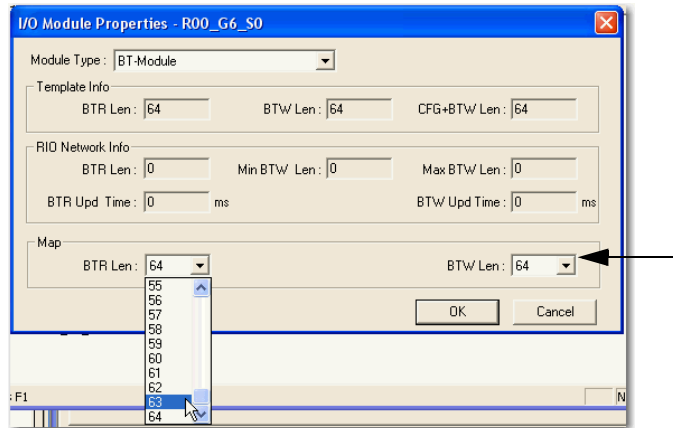 I/O Module Properties - R00_G6_S0
Module Type : BT-Module
Template Info
BTR Len : 64 BTW Len : 64 CFG+BTW Len : 64
RIO Network Info
BTR Len : 0 Min BTW Len : 0 Max BTW Len : 0
BTR Upd Time : 0 ms BTW Upd Time : 0 ms
Map
BTR Len : 64 BTW Len : 64
55
56
57
58
59
60
61
62
63
64
OK Cancel
: F1 N